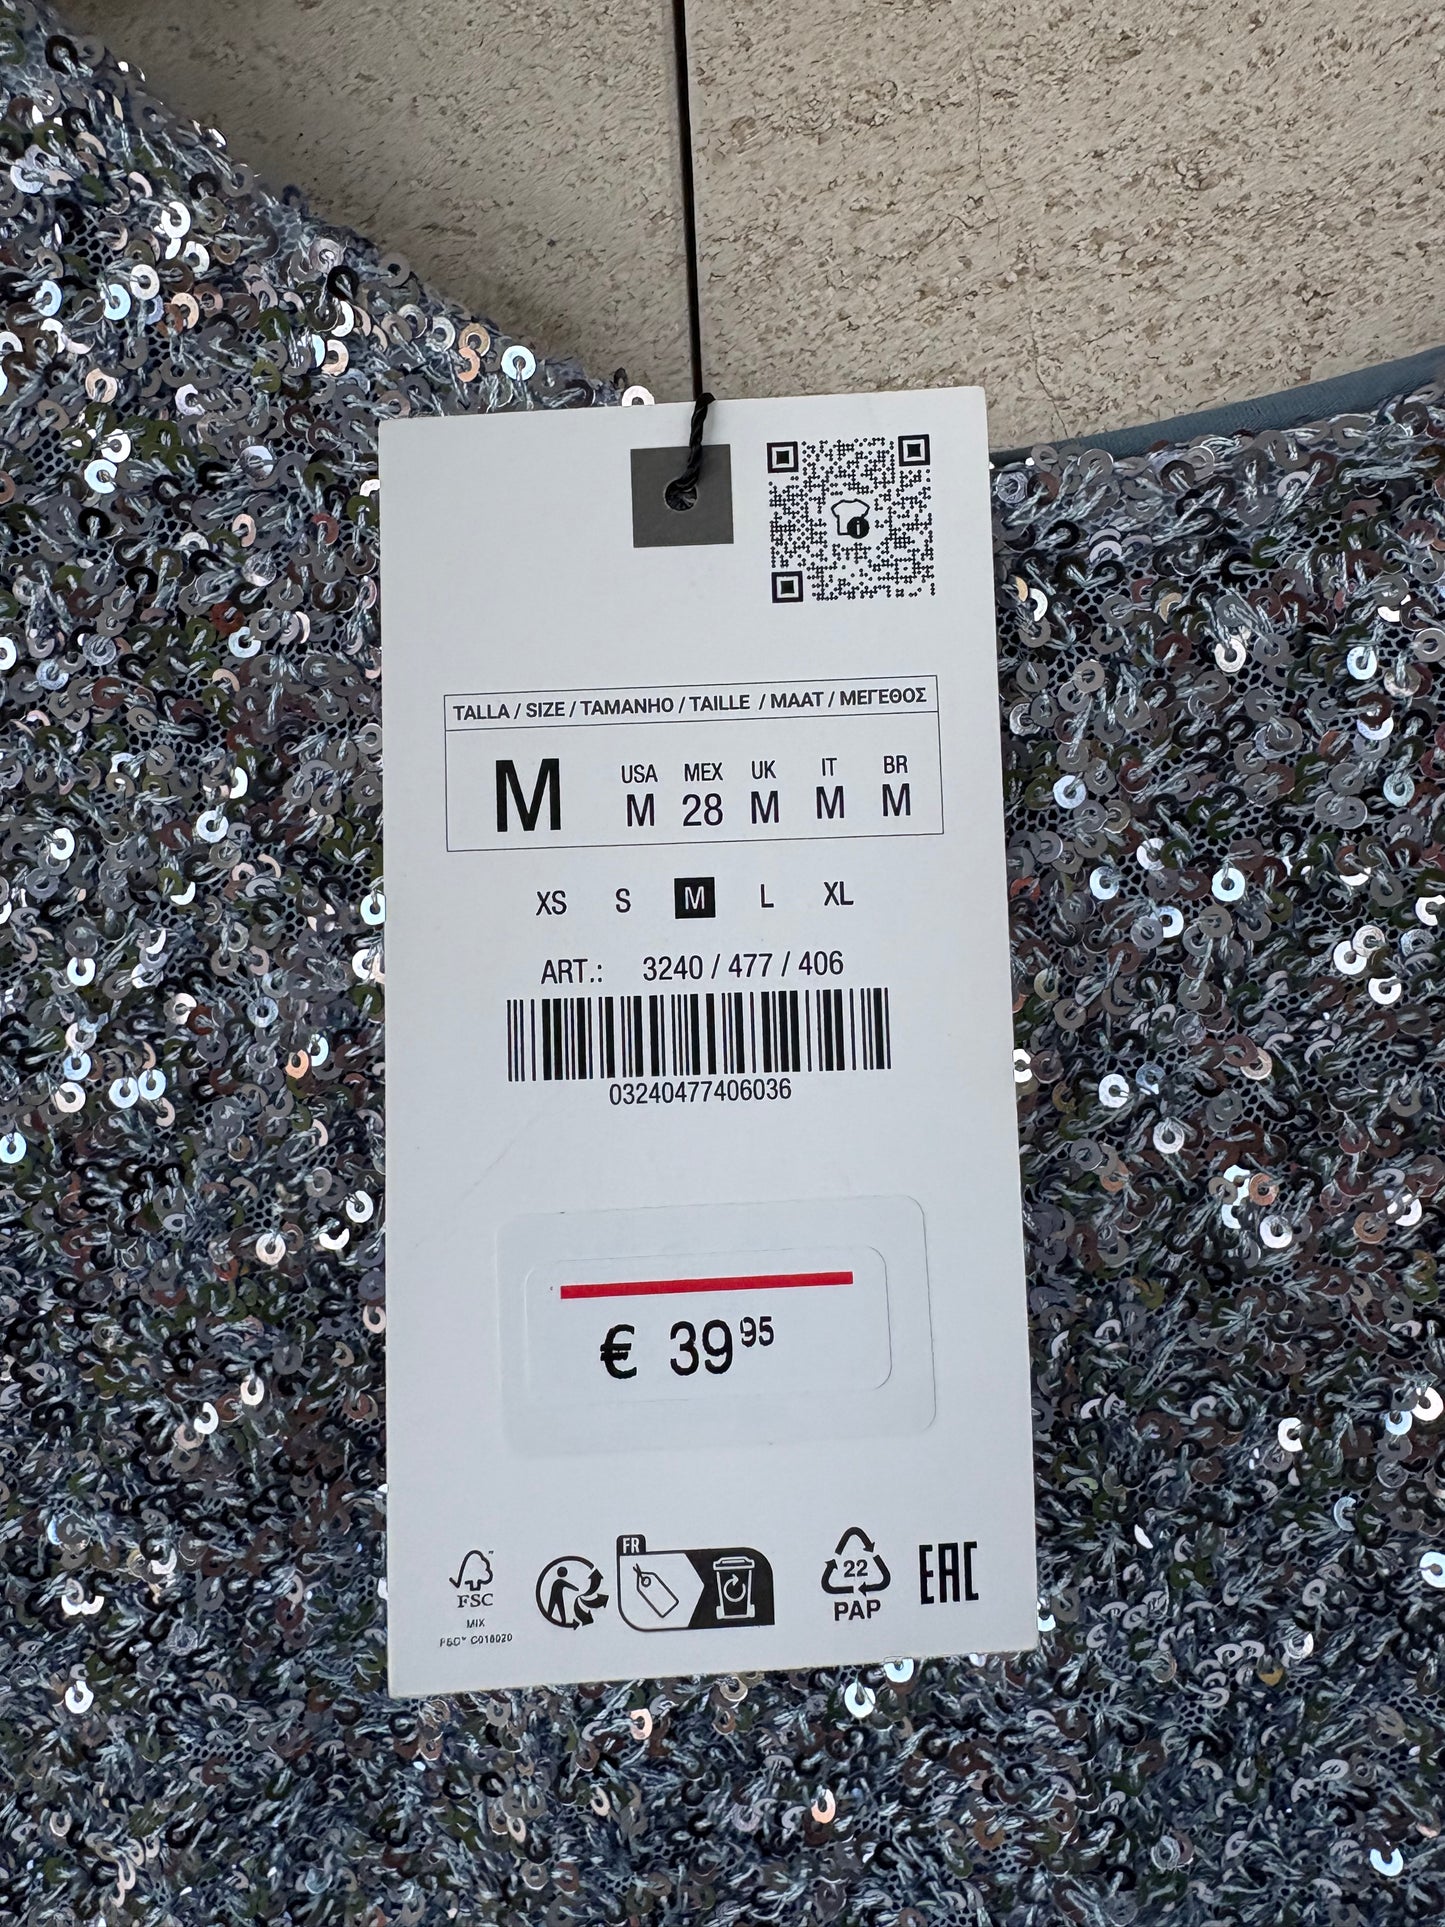 TALLA / SIZE / TAMANHO / TAILLE / MAAT / ΜΕΓΕΘΟΣ
M
USA MEX UK IT BR
M 28 M M M
XS S M L XL
ART.: 3240 / 477 / 406
03240477406036
€ 39 95
FR
22
FSC
MIX
PAP
EAC